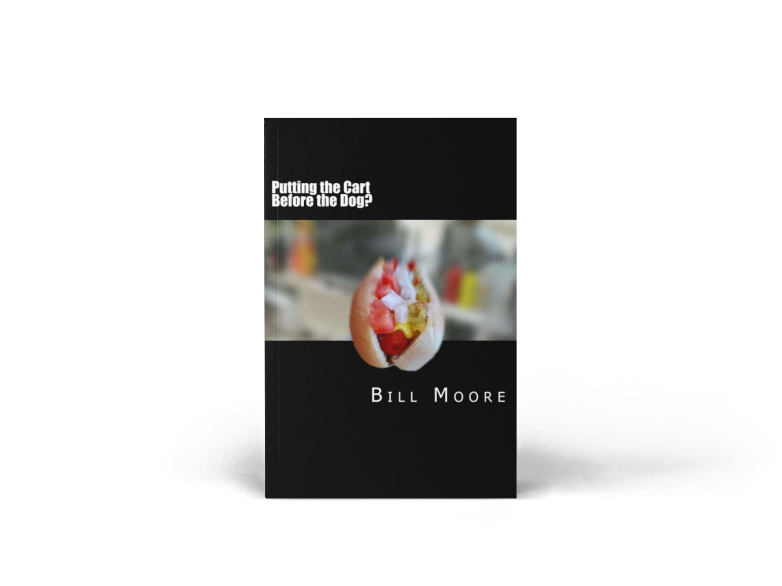 Putting the Cart
Before the Dog?
BILL MOORE